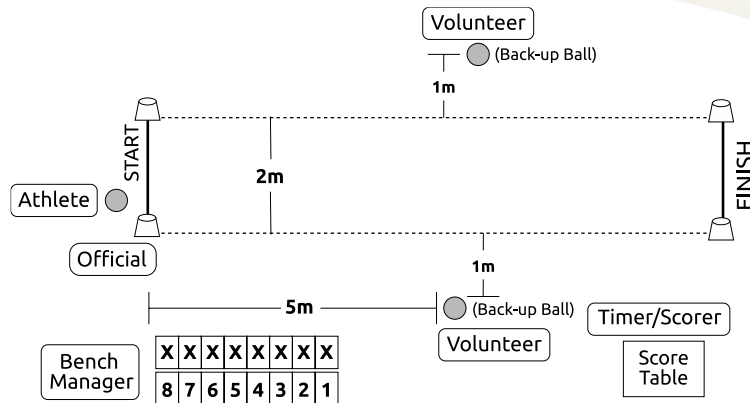 Volunteer
(Back-up Ball)
1m
START
2m
FINISH
Athlete
Official
1m
5m
(Back-up Ball)
Volunteer
Timer/Scorer
Bench
Manager
X X X X X X X X
8 7 6 5 4 3 2 1
Score
Table